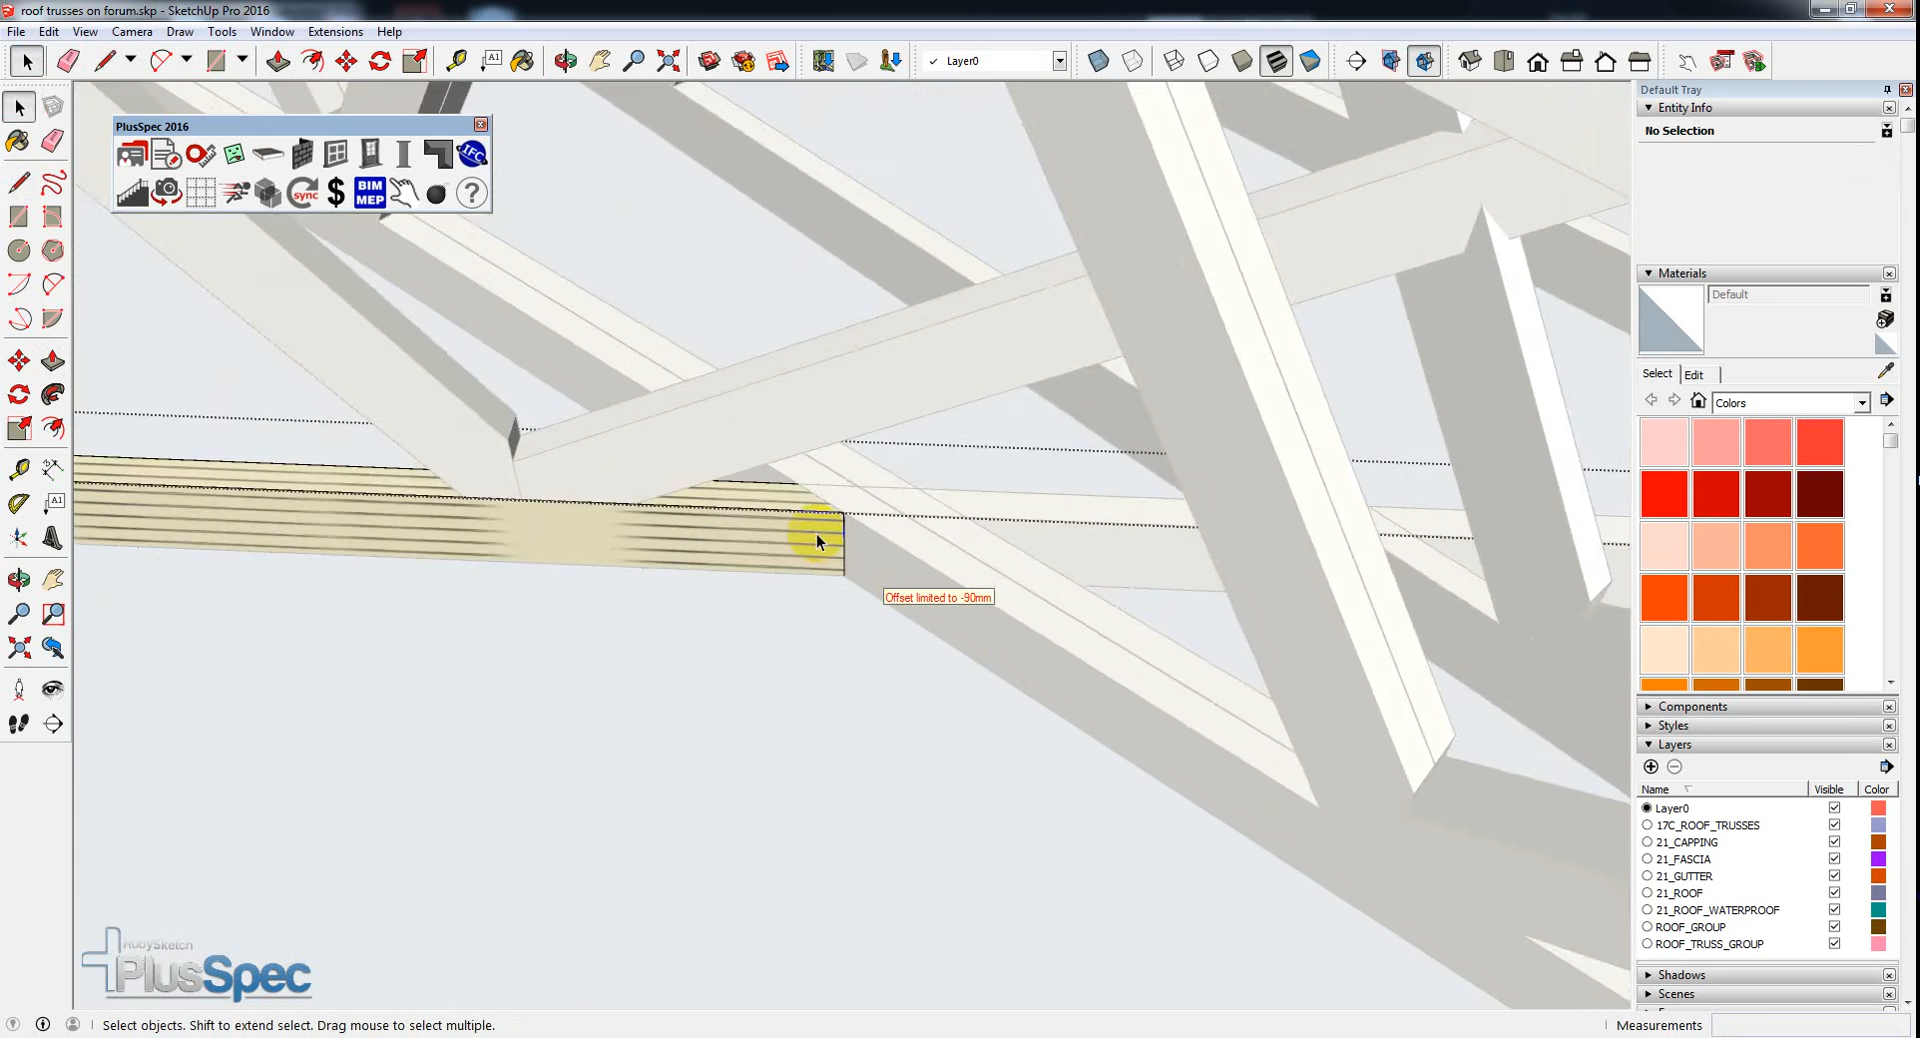 roof trusses on forum.skp - SketchUp Pro 2016
File Edit View Camera Draw Tools Window Extensions Help
Layer0
Default Tray
Entity Info
No Selection
PlusSpec 2016
IFC
sync $ BIM MEP ?
Materials
Default
Select Edit
Colors
Offset limited to -90mm
Components
Styles
Layers
Name Visible Color
Layer0
17C_ROOF_TRUSSES
21_CAPPING
21_FASCIA
21_GUTTER
21_ROOF
21_ROOF_WATERPROOF
ROOF_GROUP
ROOF_TRUSS_GROUP
RubySketch
PlusSpec
Shadows
Scenes
Select objects. Shift to extend select. Drag mouse to select multiple.
Measurements